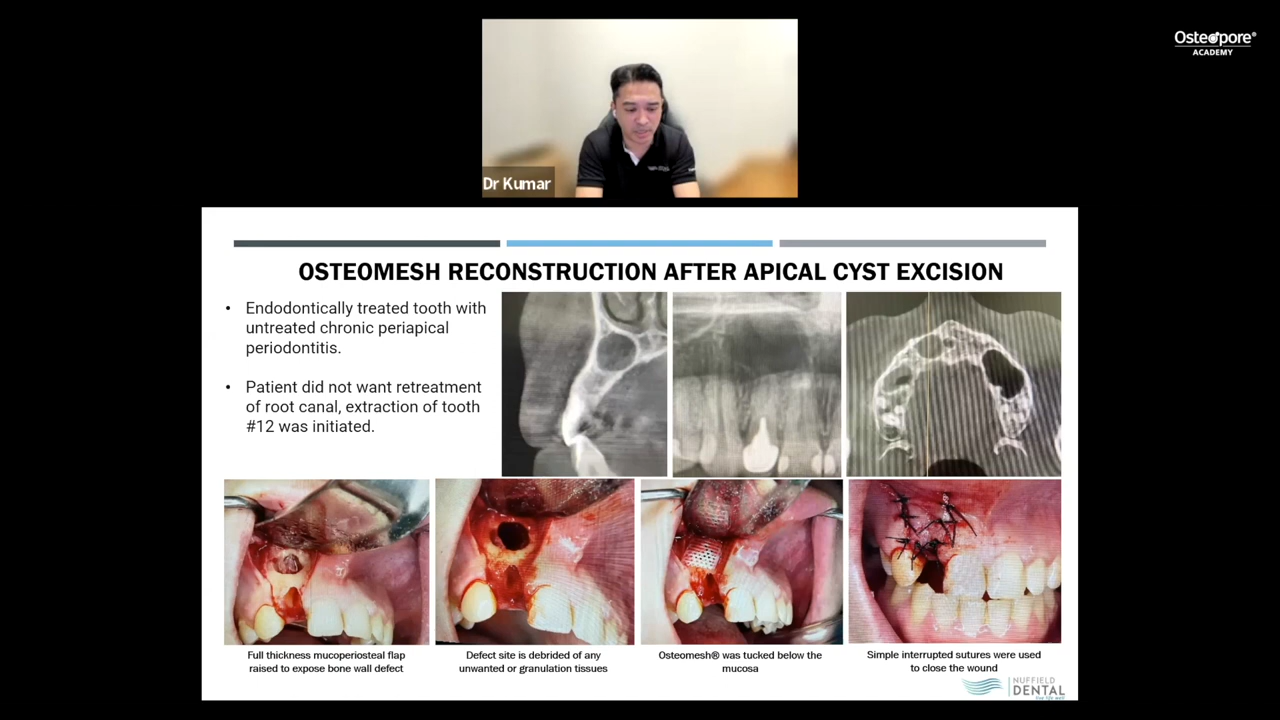 Osteopore®
ACADEMY
Dr Kumar
OSTEOMESH RECONSTRUCTION AFTER APICAL CYST EXCISION
• Endodontically treated tooth with
untreated chronic periapical
periodontitis.
• Patient did not want retreatment
of root canal, extraction of tooth
#12 was initiated.
Full thickness mucoperiosteal flap
raised to expose bone wall defect
Defect site is debrided of any
unwanted or granulation tissues
Osteomesh® was tucked below the
mucosa
Simple interrupted sutures were used
to close the wound
NUFFIELD
DENTAL
live life well